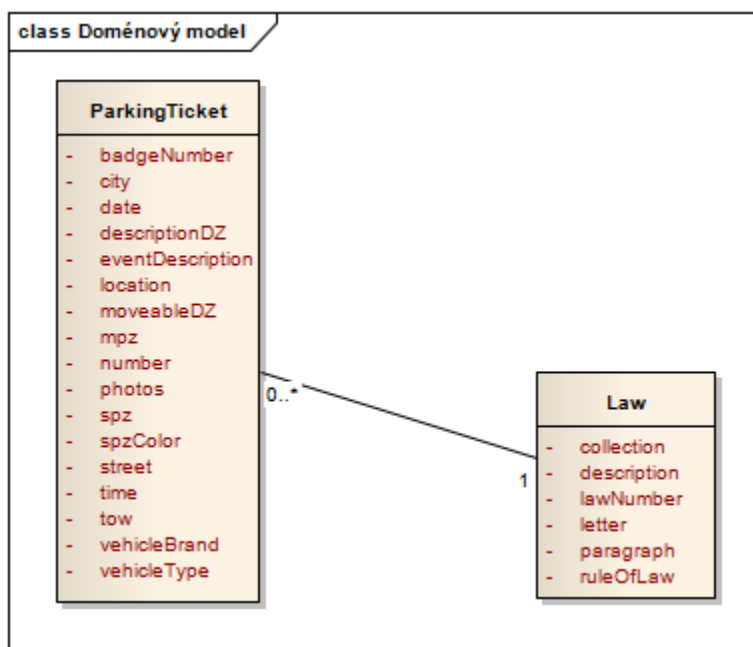 class Doménový model
ParkingTicket
- badgeNumber
- city
- date
- descriptionDZ
- eventDescription
- location
- moveableDZ
- mpz
- number
- photos
- spz
- spzColor
- street
- time
- tow
- vehicleBrand
- vehicleType
0..*
1
Law
- collection
- description
- lawNumber
- letter
- paragraph
- ruleOfLaw